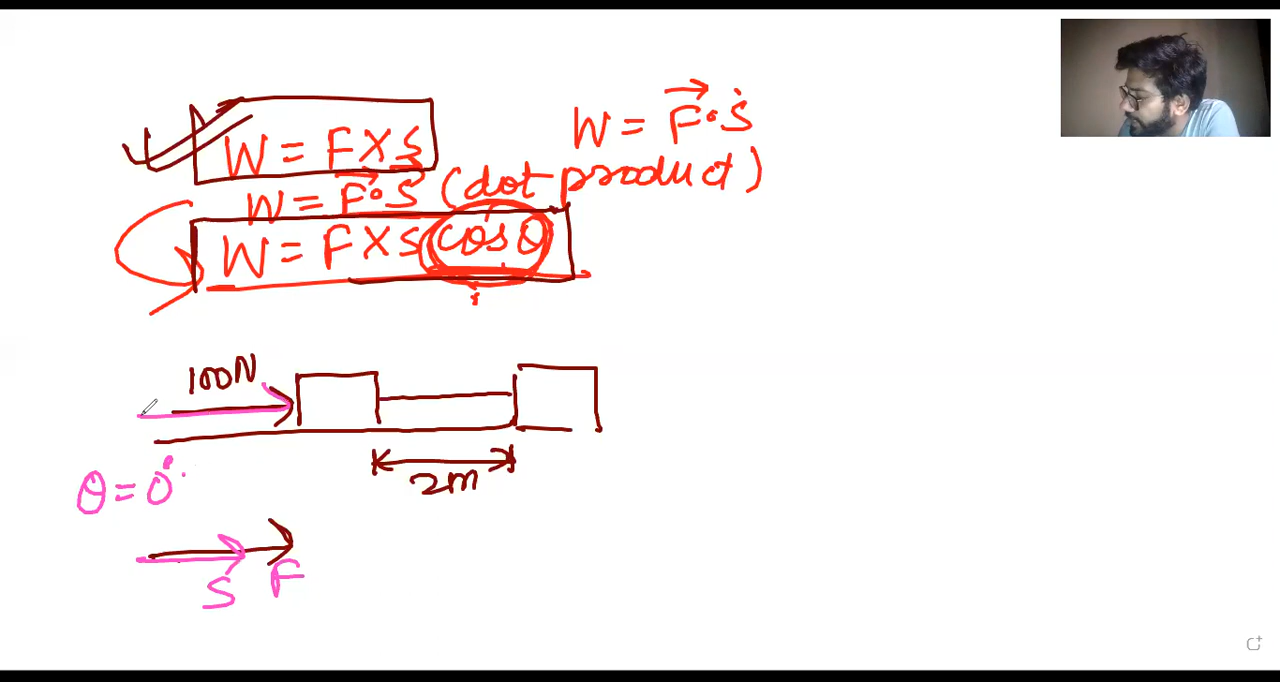 W = F X S
W = F⃗•S⃗ (dot product)
W = F⃗•S
W = F X S cosθ
100N
2m
θ = 0°
S F